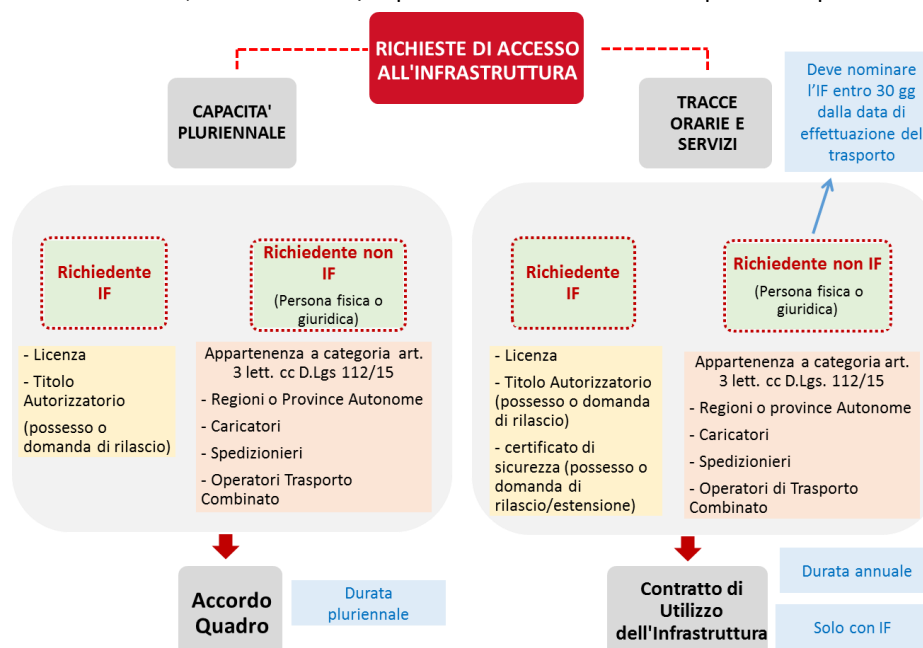 RICHIESTE DI ACCESSO
ALL'INFRASTRUTTURA
CAPACITA'
PLURIENNALE
TRACCE
ORARIE E
SERVIZI
Deve nominare
l'IF entro 30 gg
dalla data di
effettuazione del
trasporto
Richiedente
IF
Richiedente non
IF
(Persona fisica o
giuridica)
- Licenza
- Titolo
Autorizzatorio
(possesso o
domanda di rilascio)
Appartenenza a categoria art.
3 lett. cc D.Lgs 112/15
- Regioni o Province Autonome
- Caricatori
- Spedizionieri
- Operatori Trasporto
Combinato
Richiedente
IF
Richiedente non IF
(Persona fisica o
giuridica)
- Licenza
- Titolo Autorizzatorio
(possesso o domanda
di rilascio)
- certificato di
sicurezza (possesso o
domanda di
rilascio/estensione)
Appartenenza a categoria art.
3 lett. cc D.Lgs. 112/15
- Regioni o province Autonome
- Caricatori
- Spedizionieri
- Operatori di Trasporto
Combinato
Accordo
Quadro
Durata
pluriennale
Contratto di
Utilizzo
dell'Infrastruttura
Durata annuale
Solo con IF